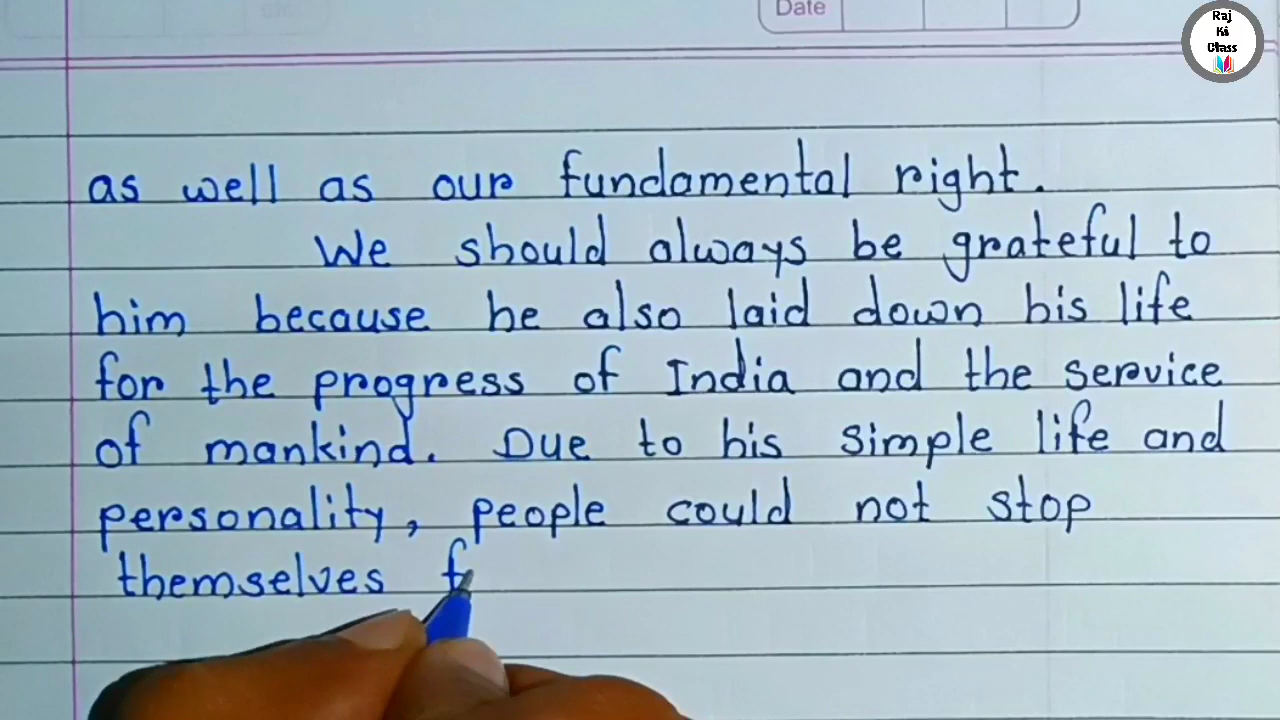 Date
Raj
Ki
Class
as well as our fundamental right.
We should always be grateful to
him because he also laid down his life
for the progress of India and the service
of mankind. Due to his simple life and
personality, people could not stop
themselves f